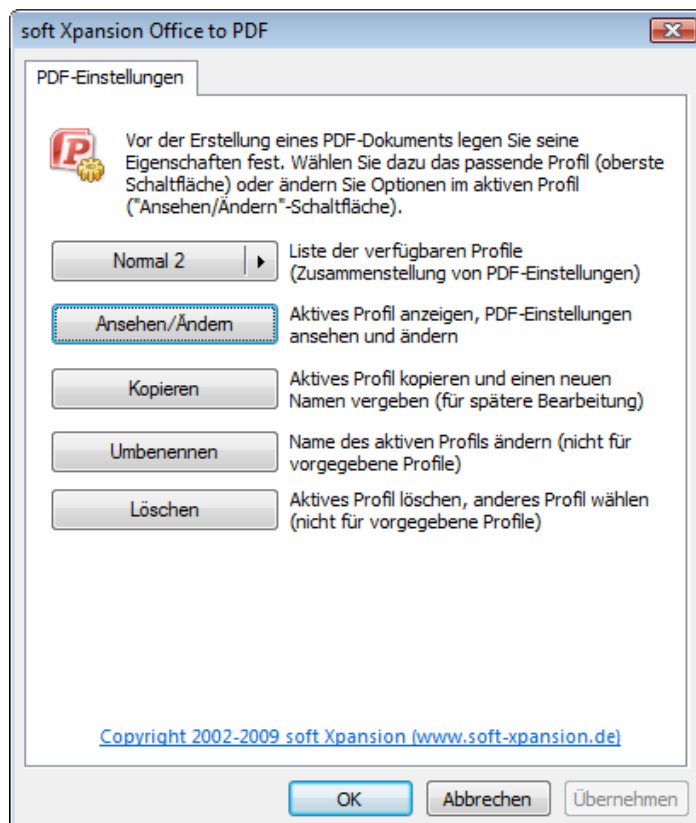 soft Xpansion Office to PDF
PDF-Einstellungen
Vor der Erstellung eines PDF-Dokuments legen Sie seine
Eigenschaften fest. Wählen Sie dazu das passende Profil (oberste
Schaltfläche) oder ändern Sie Optionen im aktiven Profil
("Ansehen/Ändern"-Schaltfläche).
Normal 2
Liste der verfügbaren Profile
(Zusammenstellung von PDF-Einstellungen)
Ansehen/Ändern
Aktives Profil anzeigen, PDF-Einstellungen
ansehen und ändern
Kopieren
Aktives Profil kopieren und einen neuen
Namen vergeben (für spätere Bearbeitung)
Umbenennen
Name des aktiven Profils ändern (nicht für
vorgegebene Profile)
Löschen
Aktives Profil löschen, anderes Profil wählen
(nicht für vorgegebene Profile)
Copyright 2002-2009 soft Xpansion (www.soft-xpansion.de)
OK
Abbrechen
Übernehmen